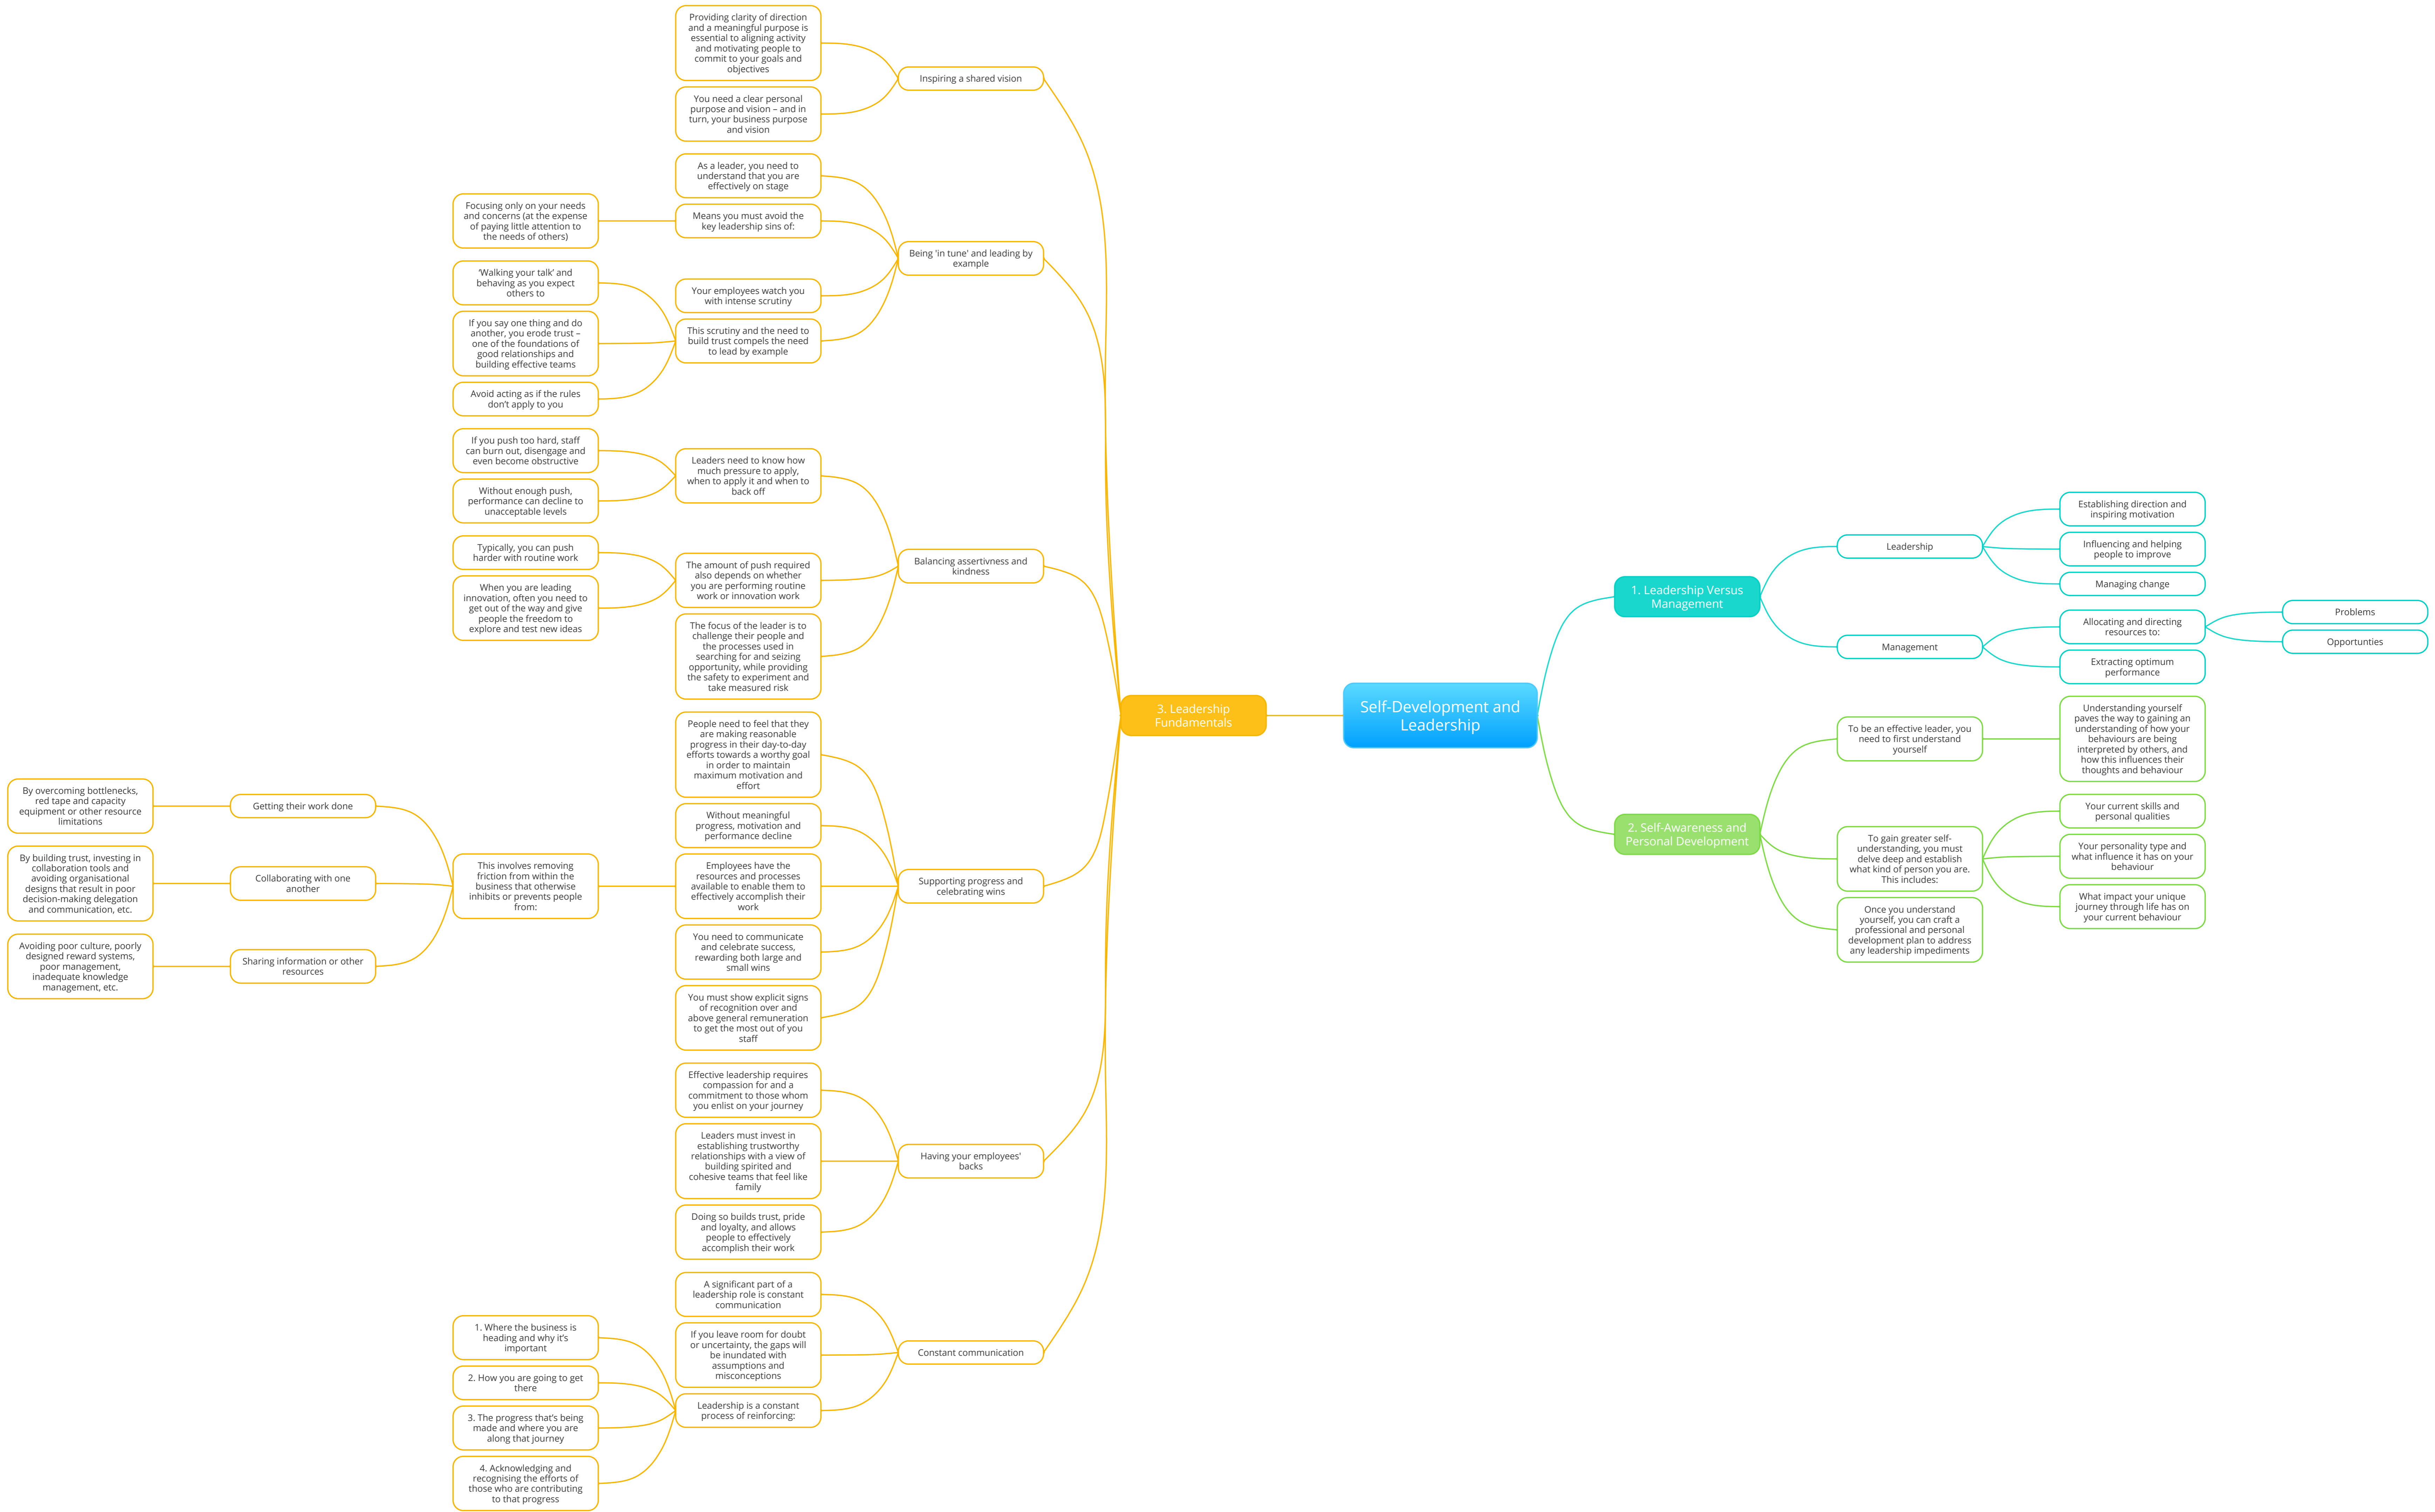 Self-Development and
Leadership
1. Leadership Versus
Management
Leadership
Establishing direction and
inspiring motivation
Influencing and helping
people to improve
Managing change
Management
Allocating and directing
resources to:
Problems
Opportunties
Extracting optimum
performance
2. Self-Awareness and
Personal Development
To be an effective leader, you
need to first understand
yourself
Understanding yourself
paves the way to gaining an
understanding of how your
behaviours are being
interpreted by others, and
how this influences their
thoughts and behaviour
To gain greater self-
understanding, you must
delve deep and establish
what kind of person you are.
This includes:
Your current skills and
personal qualities
Your personality type and
what influence it has on your
behaviour
What impact your unique
journey through life has on
your current behaviour
Once you understand
yourself, you can craft a
professional and personal
development plan to address
any leadership impediments
3. Leadership
Fundamentals
Inspiring a shared vision
Providing clarity of direction
and a meaningful purpose is
essential to aligning activity
and motivating people to
commit to your goals and
objectives
You need a clear personal
purpose and vision – and in
turn, your business purpose
and vision
Being 'in tune' and leading by
example
As a leader, you need to
understand that you are
effectively on stage
Means you must avoid the
key leadership sins of:
Focusing only on your needs
and concerns (at the expense
of paying little attention to
the needs of others)
Your employees watch you
with intense scrutiny
This scrutiny and the need to
build trust compels the need
to lead by example
‘Walking your talk’ and
behaving as you expect
others to
If you say one thing and do
another, you erode trust –
one of the foundations of
good relationships and
building effective teams
Avoid acting as if the rules
don’t apply to you
Balancing assertivness and
kindness
Leaders need to know how
much pressure to apply,
when to apply it and when to
back off
If you push too hard, staff
can burn out, disengage and
even become obstructive
Without enough push,
performance can decline to
unacceptable levels
The amount of push required
also depends on whether
you are performing routine
work or innovation work
Typically, you can push
harder with routine work
When you are leading
innovation, often you need to
get out of the way and give
people the freedom to
explore and test new ideas
The focus of the leader is to
challenge their people and
the processes used in
searching for and seizing
opportunity, while providing
the safety to experiment and
take measured risk
Supporting progress and
celebrating wins
People need to feel that they
are making reasonable
progress in their day-to-day
efforts towards a worthy goal
in order to maintain
maximum motivation and
effort
Without meaningful
progress, motivation and
performance decline
Employees have the
resources and processes
available to enable them to
effectively accomplish their
work
This involves removing
friction from within the
business that otherwise
inhibits or prevents people
from:
Getting their work done
By overcoming bottlenecks,
red tape and capacity
equipment or other resource
limitations
Collaborating with one
another
By building trust, investing in
collaboration tools and
avoiding organisational
designs that result in poor
decision-making delegation
and communication, etc.
Sharing information or other
resources
Avoiding poor culture, poorly
designed reward systems,
poor management,
inadequate knowledge
management, etc.
You need to communicate
and celebrate success,
rewarding both large and
small wins
You must show explicit signs
of recognition over and
above general remuneration
to get the most out of you
staff
Having your employees'
backs
Effective leadership requires
compassion for and a
commitment to those whom
you enlist on your journey
Leaders must invest in
establishing trustworthy
relationships with a view of
building spirited and
cohesive teams that feel like
family
Doing so builds trust, pride
and loyalty, and allows
people to effectively
accomplish their work
Constant communication
A significant part of a
leadership role is constant
communication
If you leave room for doubt
or uncertainty, the gaps will
be inundated with
assumptions and
misconceptions
Leadership is a constant
process of reinforcing:
1. Where the business is
heading and why it’s
important
2. How you are going to get
there
3. The progress that’s being
made and where you are
along that journey
4. Acknowledging and
recognising the efforts of
those who are contributing
to that progress